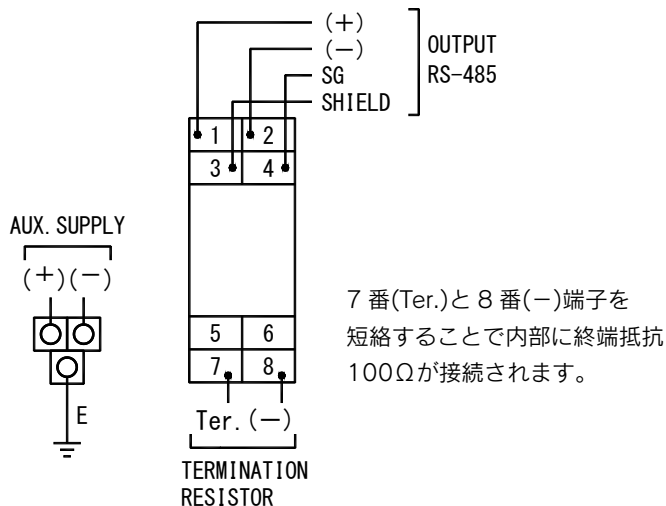 (+)
(−)
SG
SHIELD
OUTPUT
RS-485
1 2
3 4
AUX. SUPPLY
(+)(−)
E
5 6
7 8
Ter. (−)
TERMINATION
RESISTOR
7番(Ter.)と8番(−)端子を
短絡することで内部に終端抵抗
100Ωが接続されます。